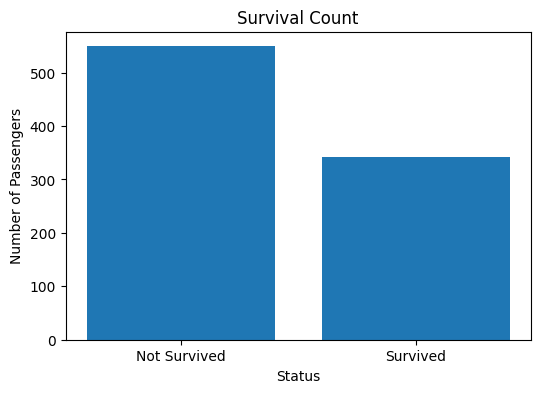 Survival Count
Number of Passengers
500
400
300
200
100
0
Not Survived
Survived
Status